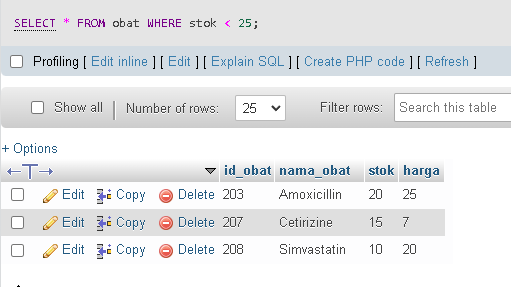 SELECT * FROM obat WHERE stok < 25;
Profiling [ Edit inline ] [ Edit ] [ Explain SQL ] [ Create PHP code ] [ Refresh ]
Show all Number of rows: 25 Filter rows: Search this table
+ Options
id_obat nama_obat stok harga
Edit Copy Delete 203 Amoxicillin 20 25
Edit Copy Delete 207 Cetirizine 15 7
Edit Copy Delete 208 Simvastatin 10 20